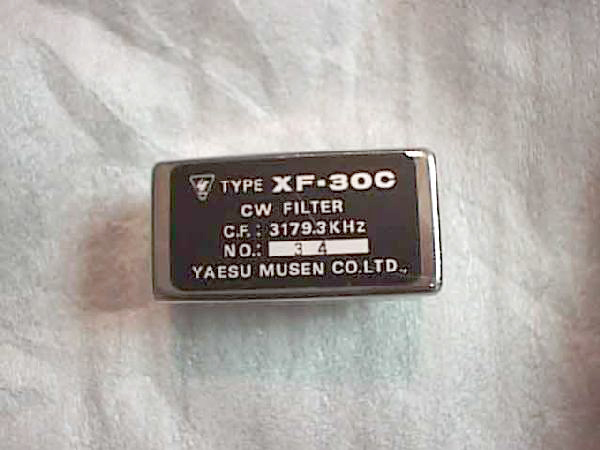 TYPE XF-30C
CW FILTER
C.F.: 3179.3KHz
NO.: 3 4
YAESU MUSEN CO.LTD.,